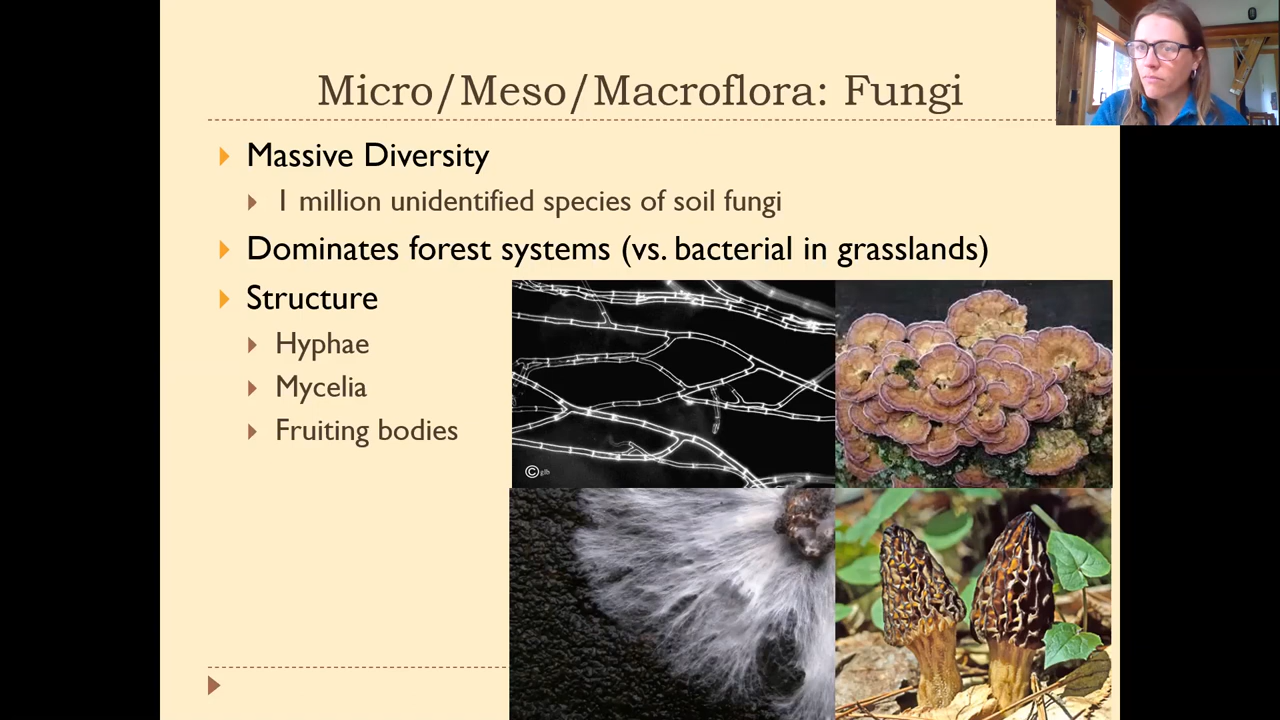 Micro/Meso/Macroflora: Fungi
Massive Diversity
1 million unidentified species of soil fungi
Dominates forest systems (vs. bacterial in grasslands)
Structure
Hyphae
Mycelia
Fruiting bodies
© glb